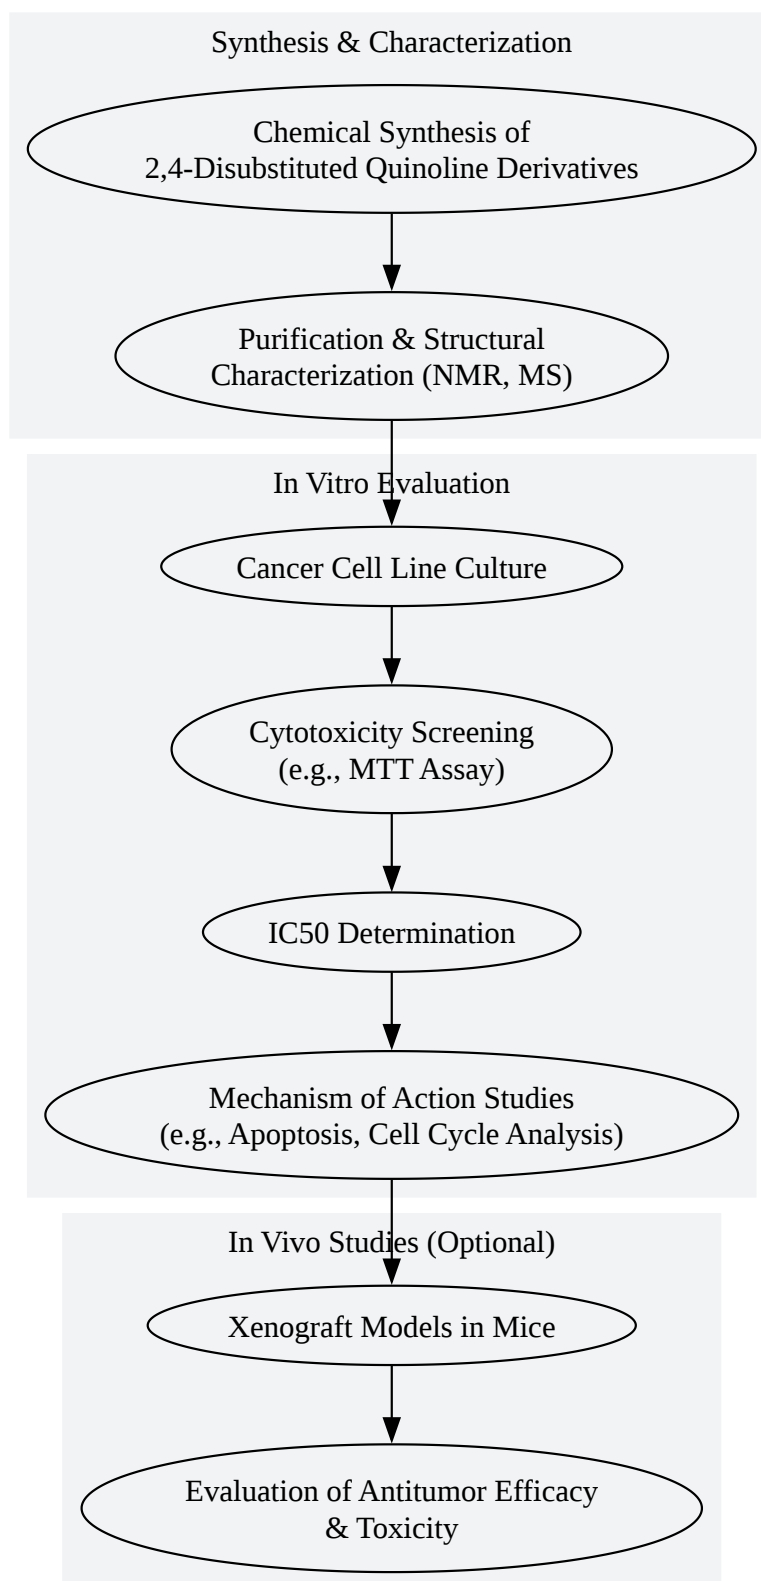 Synthesis & Characterization
Chemical Synthesis of
2,4-Disubstituted Quinoline Derivatives
Purification & Structural
Characterization (NMR, MS)
In Vitro Evaluation
Cancer Cell Line Culture
Cytotoxicity Screening
(e.g., MTT Assay)
IC50 Determination
Mechanism of Action Studies
(e.g., Apoptosis, Cell Cycle Analysis)
In Vivo Studies (Optional)
Xenograft Models in Mice
Evaluation of Antitumor Efficacy
& Toxicity